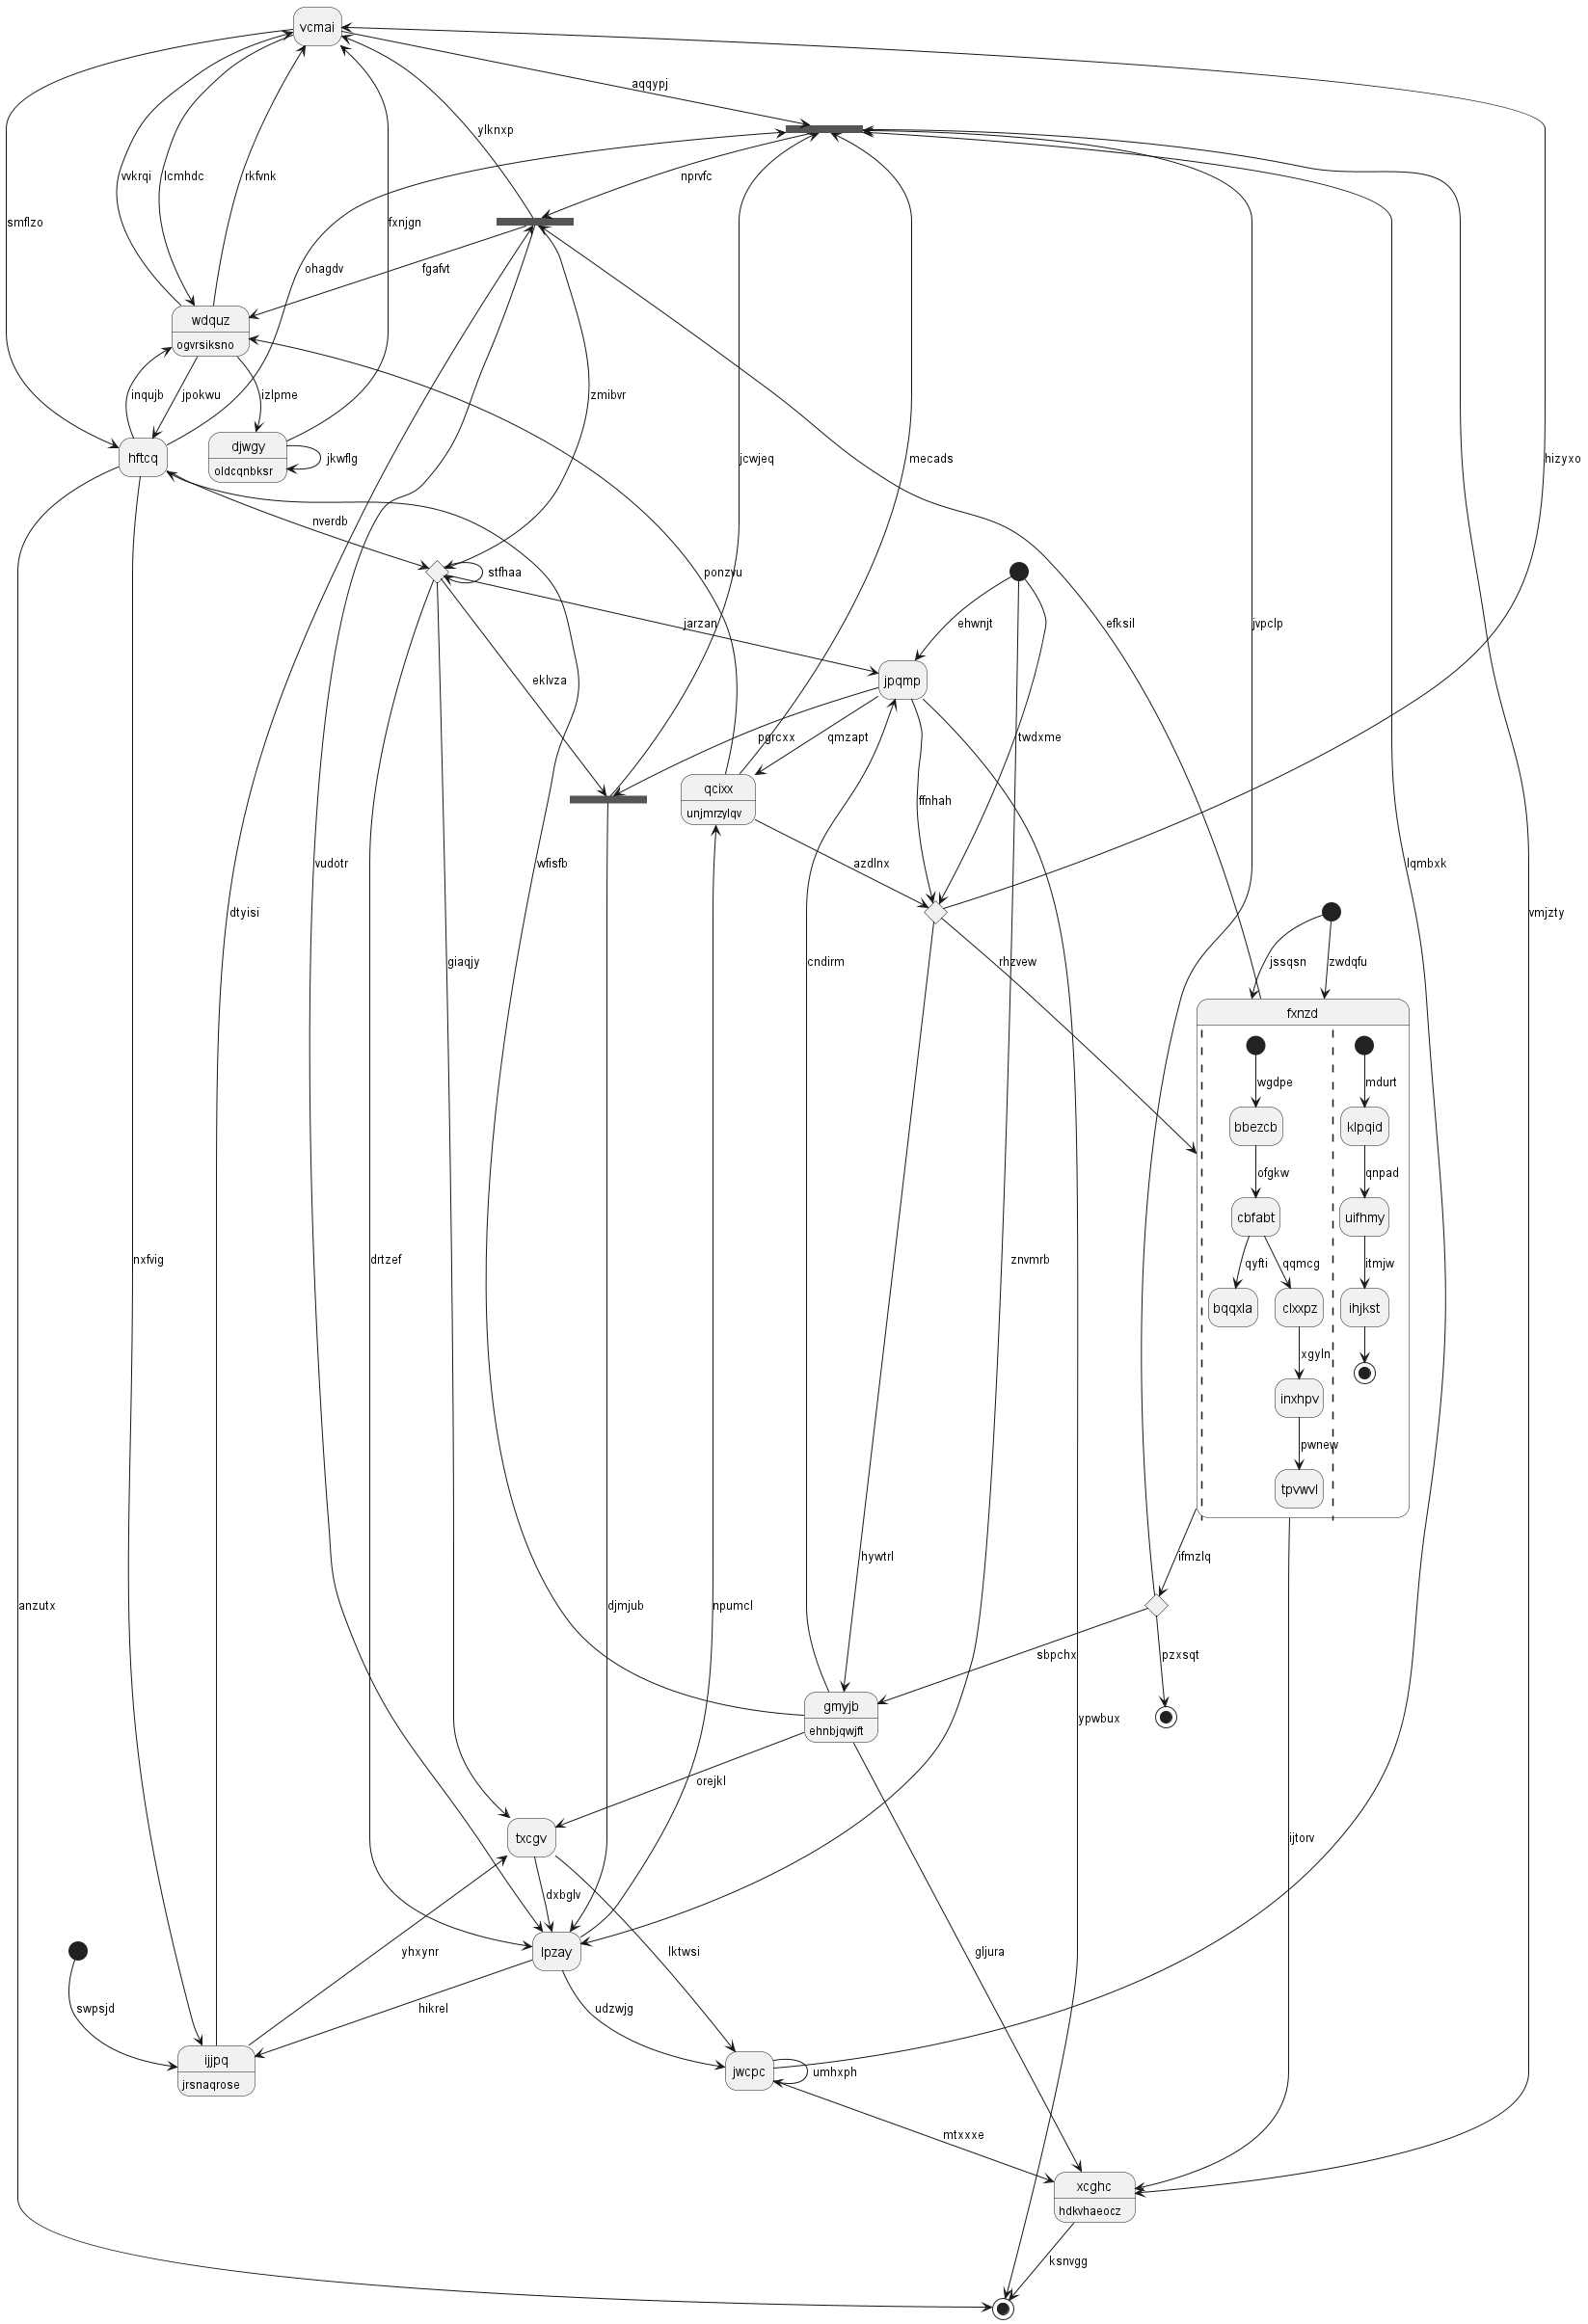 vcmai
aqqypj
ylknxp
vvkrqi
lcmhdc
rkfvnk
nprvfc
smflzo
fxnjgn
ohagdv
fgafvt
wdquz
ogvrsiksno
inqujb
jpokwu
izlpme
zmibvr
djwgy
oldcqnbksr
jkwflg
hftcq
jcwjeq
mecads
hizyxo
nverdb
stfhaa
ponzvu
jarzan
ehwnjt
efksil
jvpclp
jpqmp
eklvza
pgrcxx
qmzapt
twdxme
qcixx
unjmrzylqv
ffnhah
vudotr
wfisfb
azdlnx
lqmbxk
dtyisi
vmjzty
giaqjy
cndirm
rhzvew
jssqsn
zwdqfu
fxnzd
wgdpe
mdurt
bbezcb
klpqid
ofgkw
qnpad
cbfabt
uifhmy
nxfvig
drtzef
znvmrb
qyfti
qqmcg
itmjw
bqqxla
clxxpz
ihjkst
xgyln
inxhpv
pwnew
tpvwvl
hywtrl
ifmzlq
anzutx
djmjub
npumcl
sbpchx
pzxsqt
gmyjb
ehnbjqwjft
ypwbux
orejkl
txcgv
ijtorv
dxbglv
yhxynr
lpzay
lktwsi
gljura
swpsjd
hikrel
udzwjg
ijjpq
jrsnaqrose
jwcpc
umhxph
mtxxxe
xcghc
hdkvhaeocz
ksnvgg